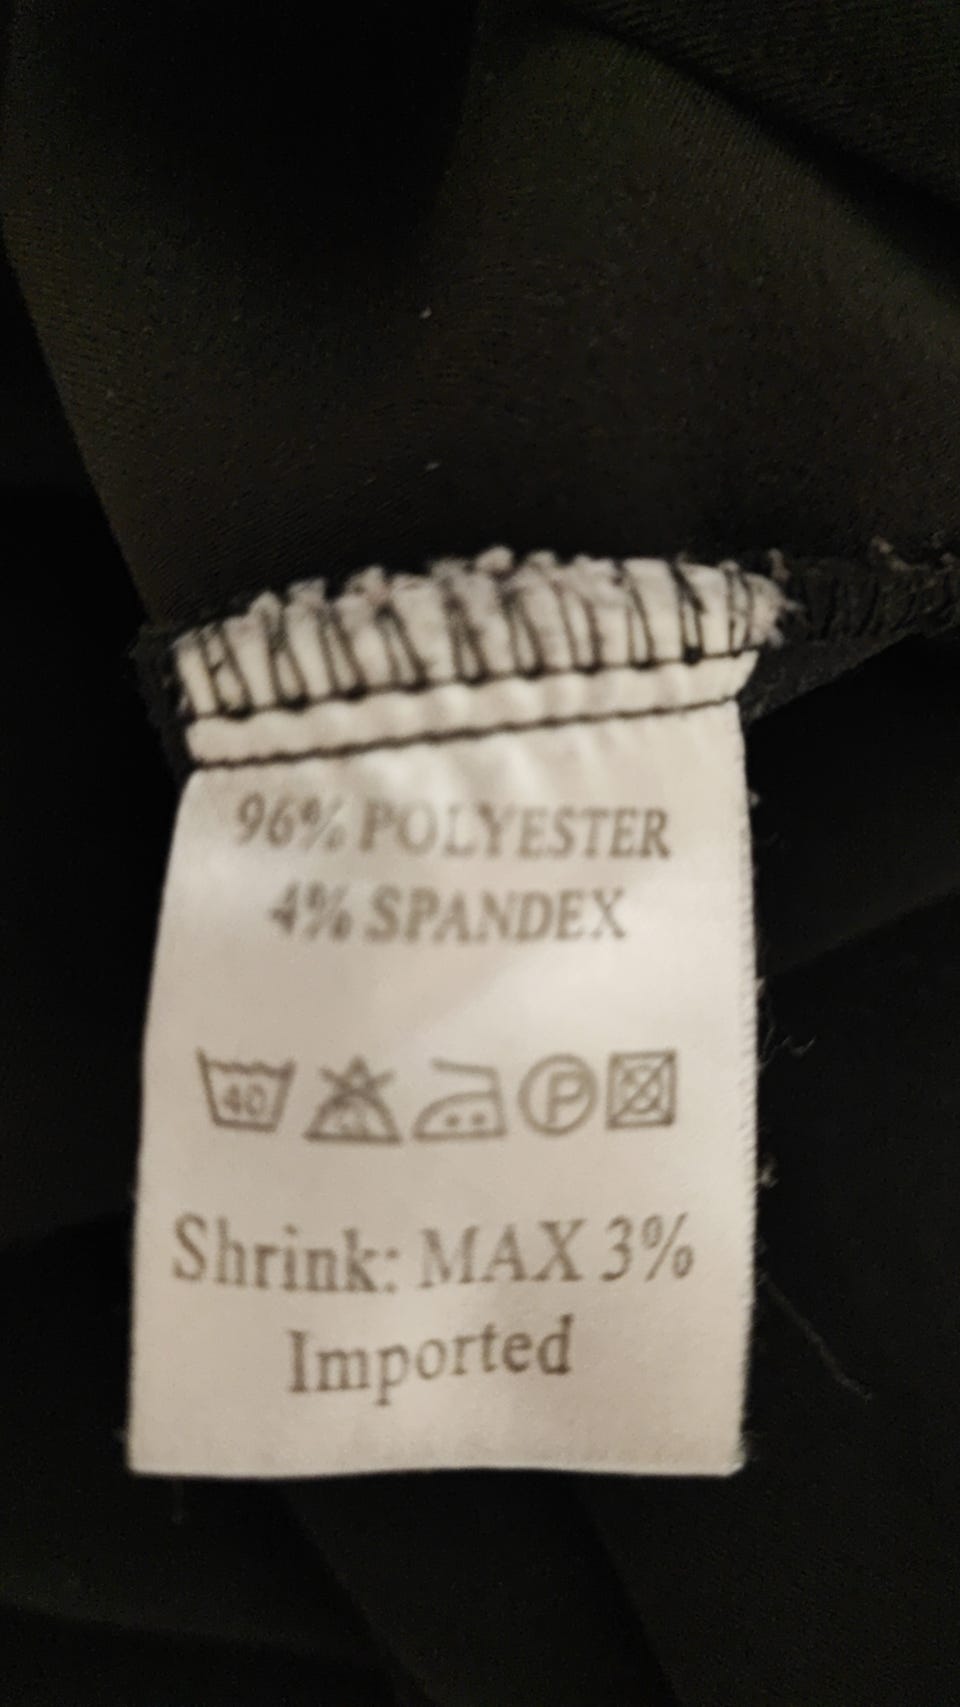 96% POLYESTER
4% SPANDEX
40 P
Shrink: MAX 3%
Imported